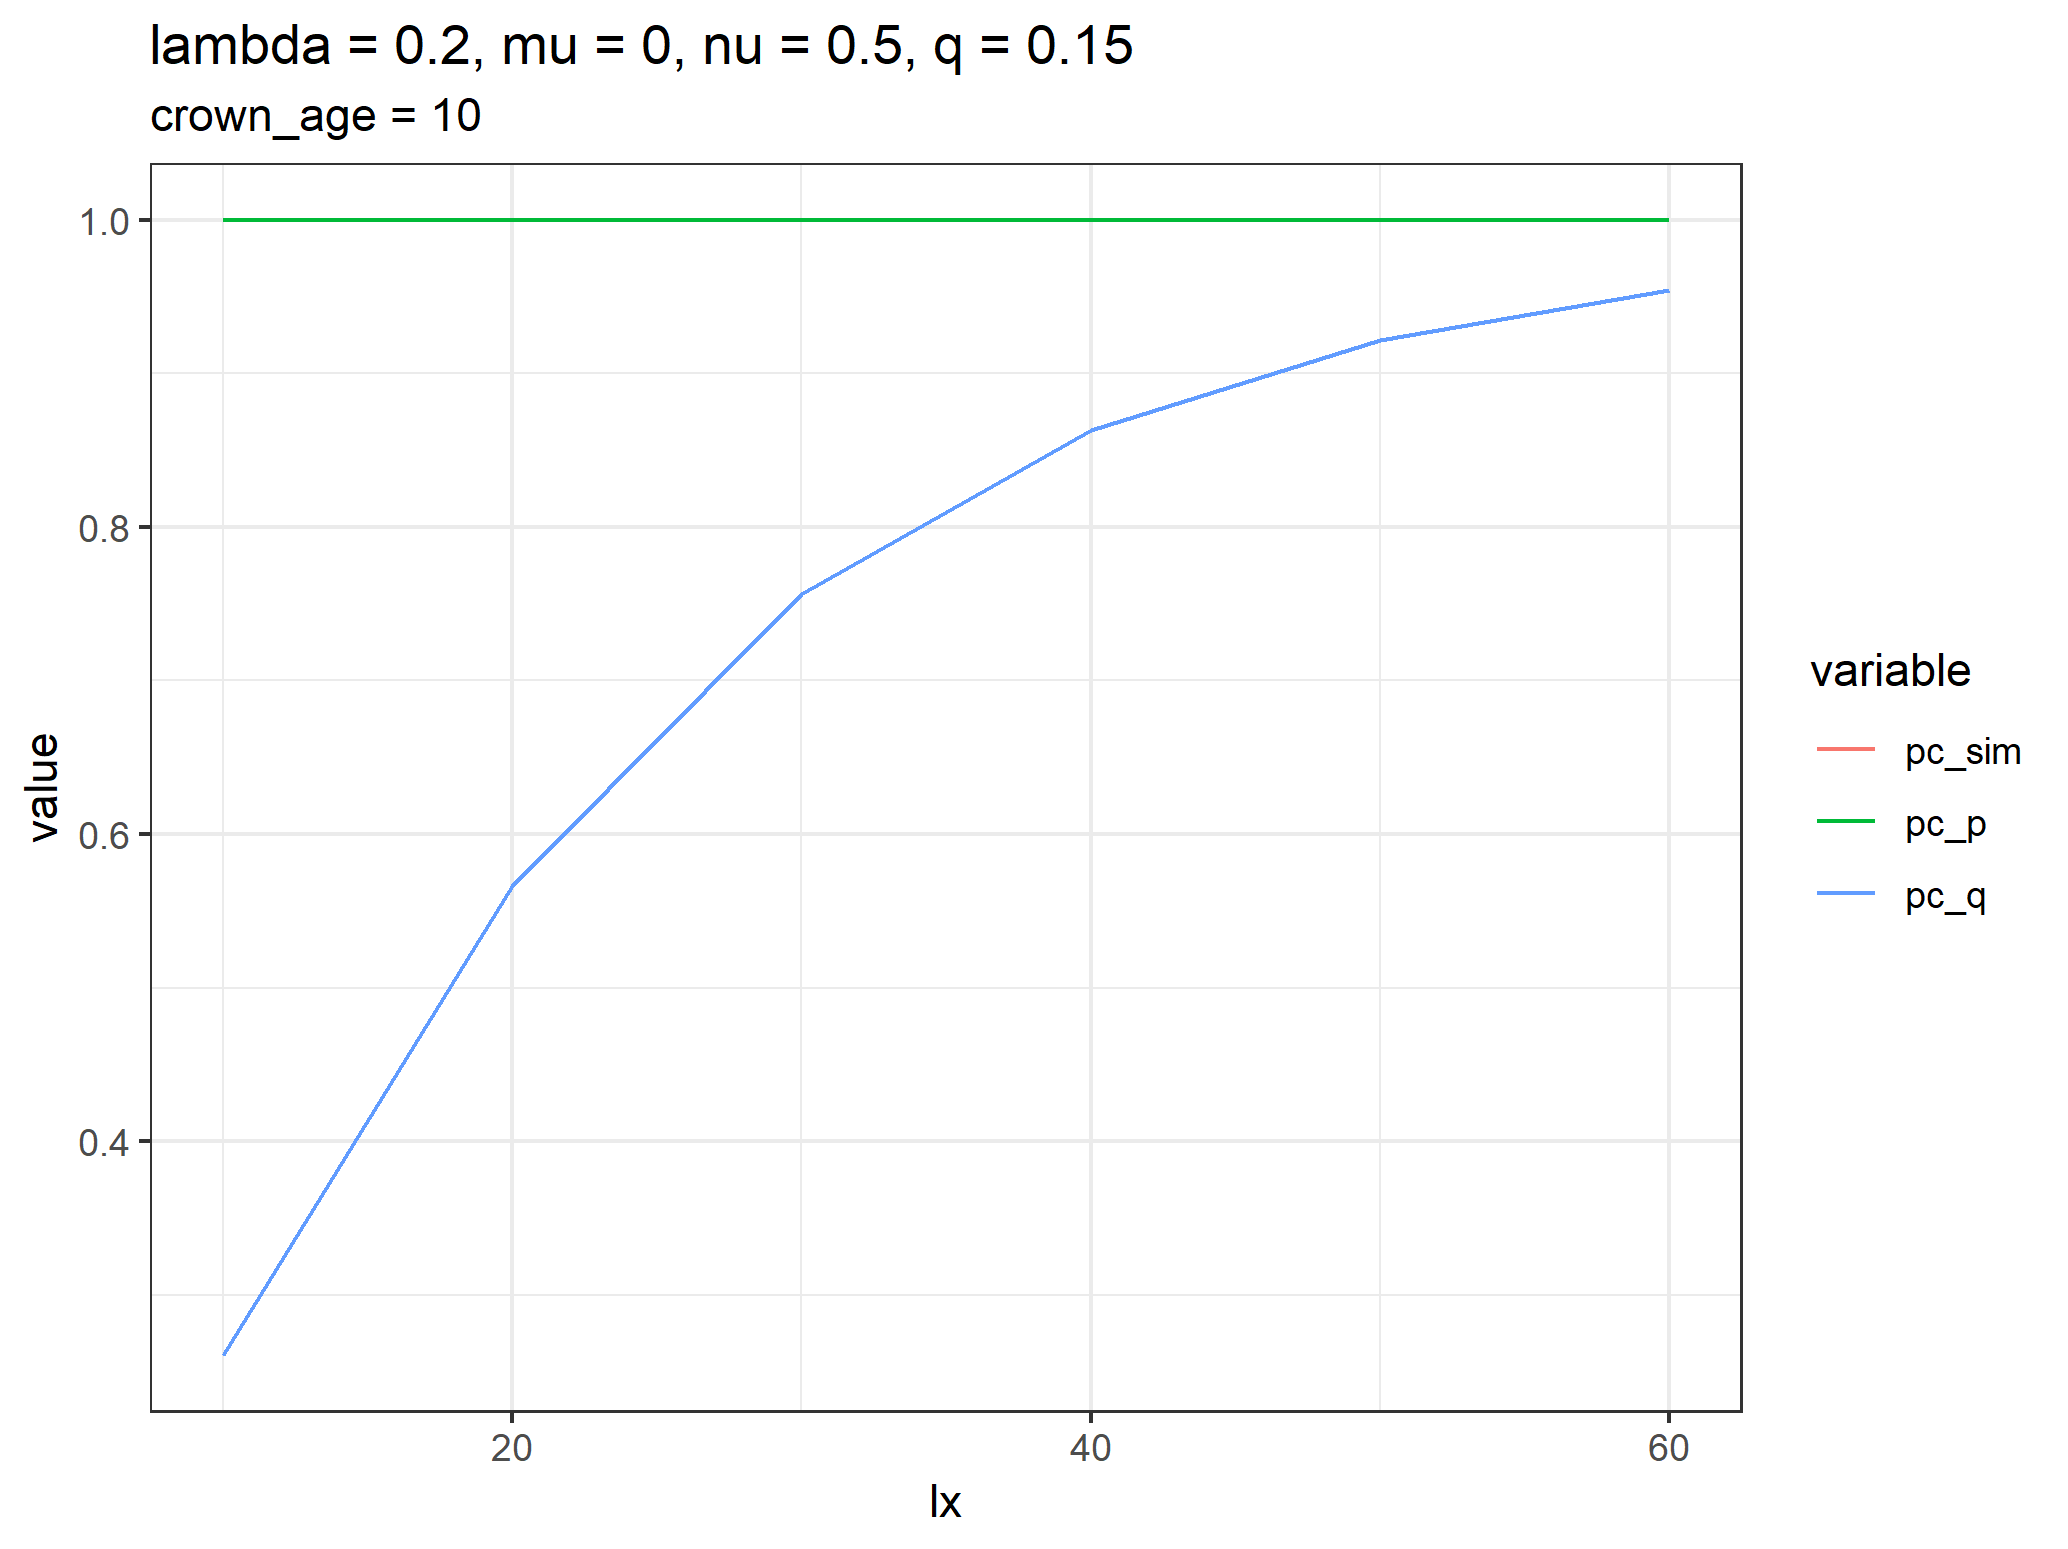 lambda = 0.2, mu = 0, nu = 0.5, q = 0.15
crown_age = 10
1.0
0.8
0.6
0.4
value
20
40
60
lx
variable
pc_sim
pc_p
pc_q